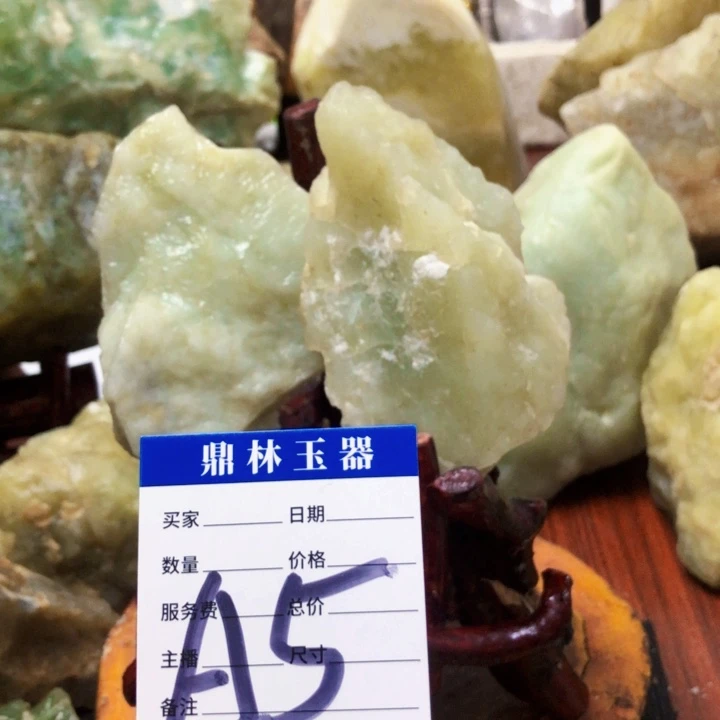 鼎林玉器
买家 日期
数量 价格
服务费 总价
主播 尺寸
备注
A5